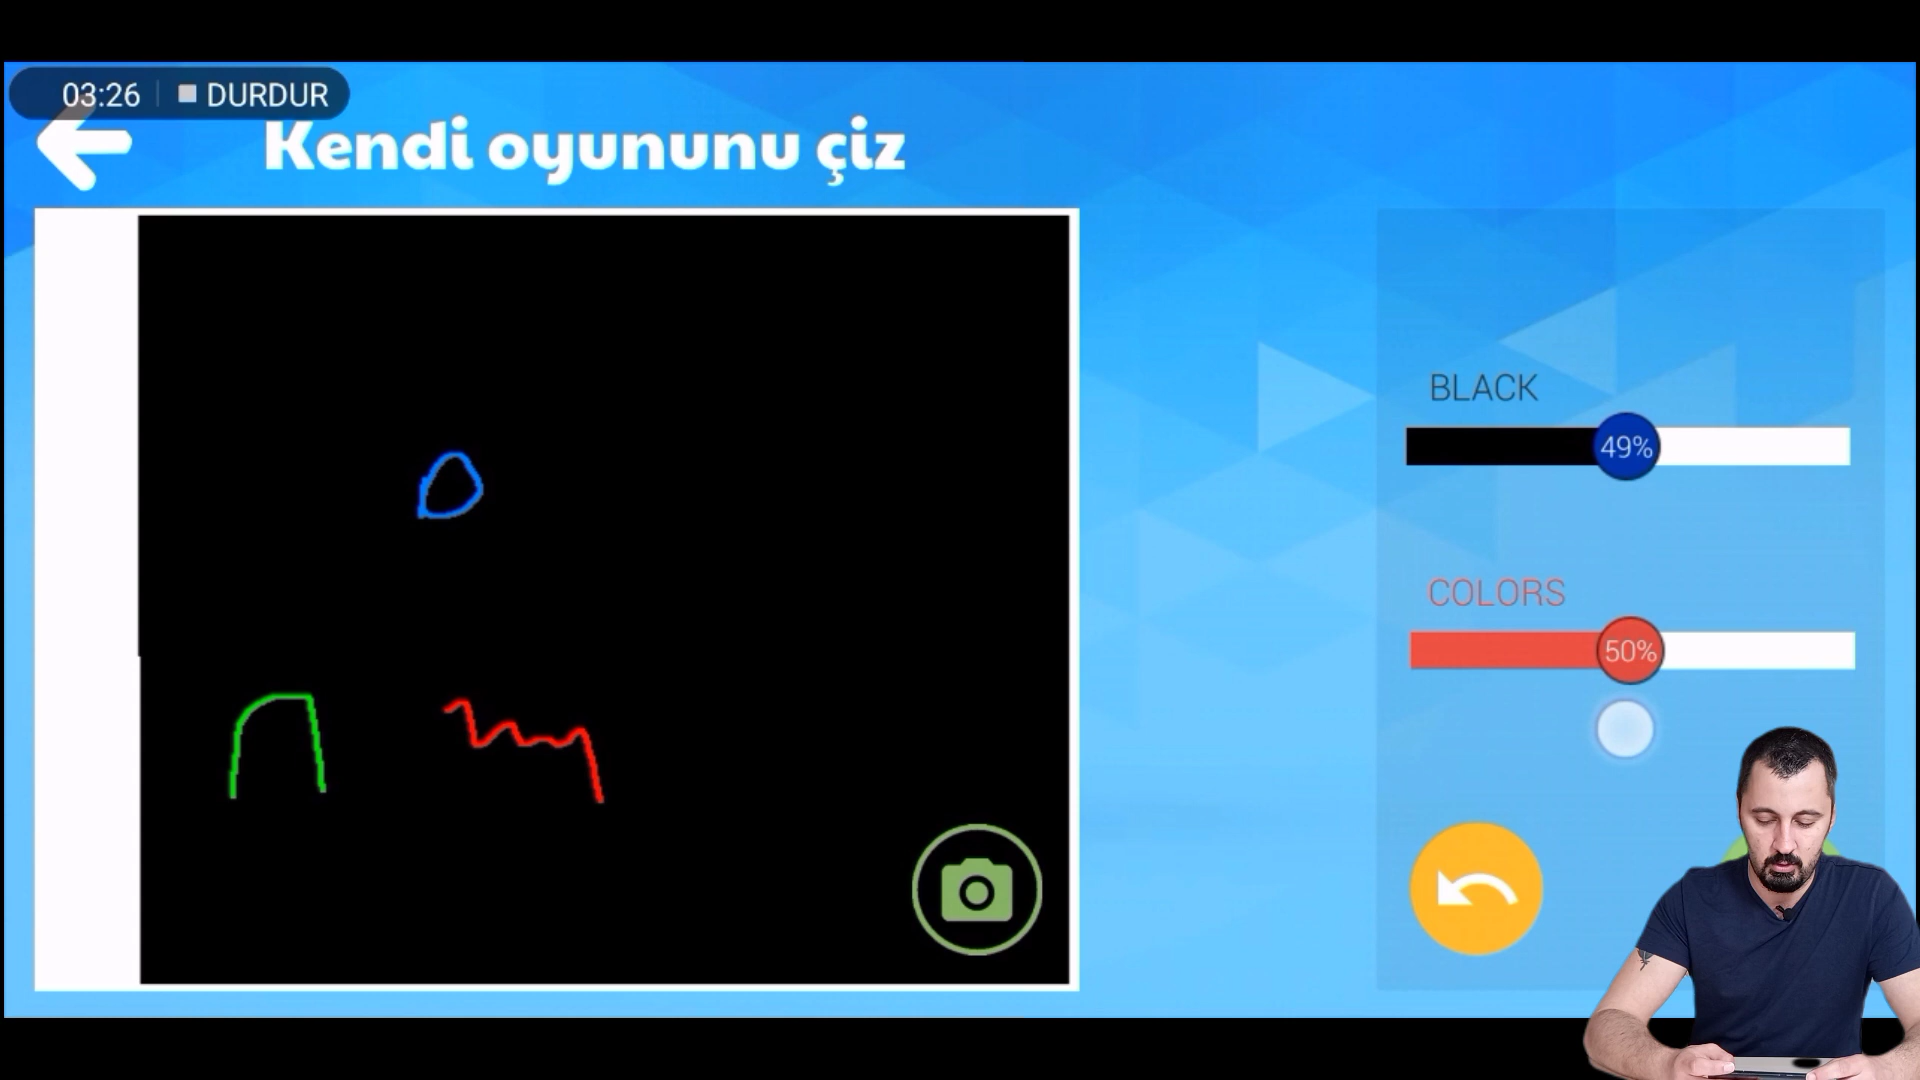 03:26 DURDUR
Kendi oyununu çiz
BLACK
49%
COLORS
50%